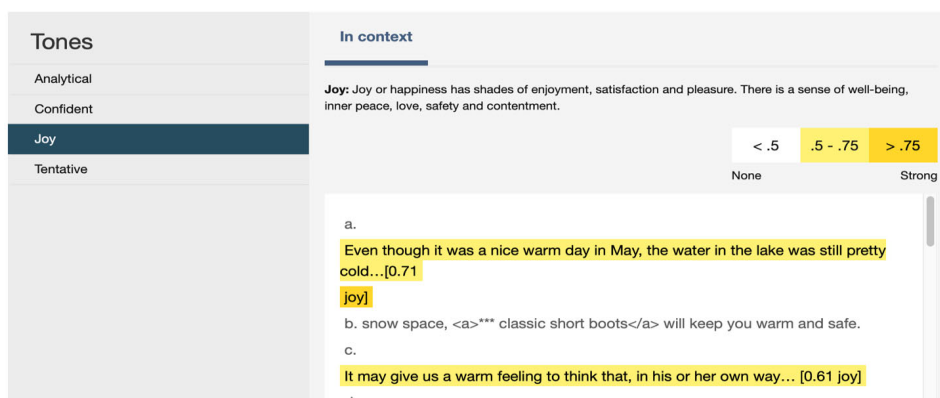 Tones
Analytical
Confident
Joy
Tentative
In context
Joy: Joy or happiness has shades of enjoyment, satisfaction and pleasure. There is a sense of well-being,
inner peace, love, safety and contentment.
< .5 .5 - .75 > .75
None Strong
a.
Even though it was a nice warm day in May, the water in the lake was still pretty
cold…[0.71
joy]
b. snow space, <a>*** classic short boots</a> will keep you warm and safe.
c.
It may give us a warm feeling to think that, in his or her own way… [0.61 joy]